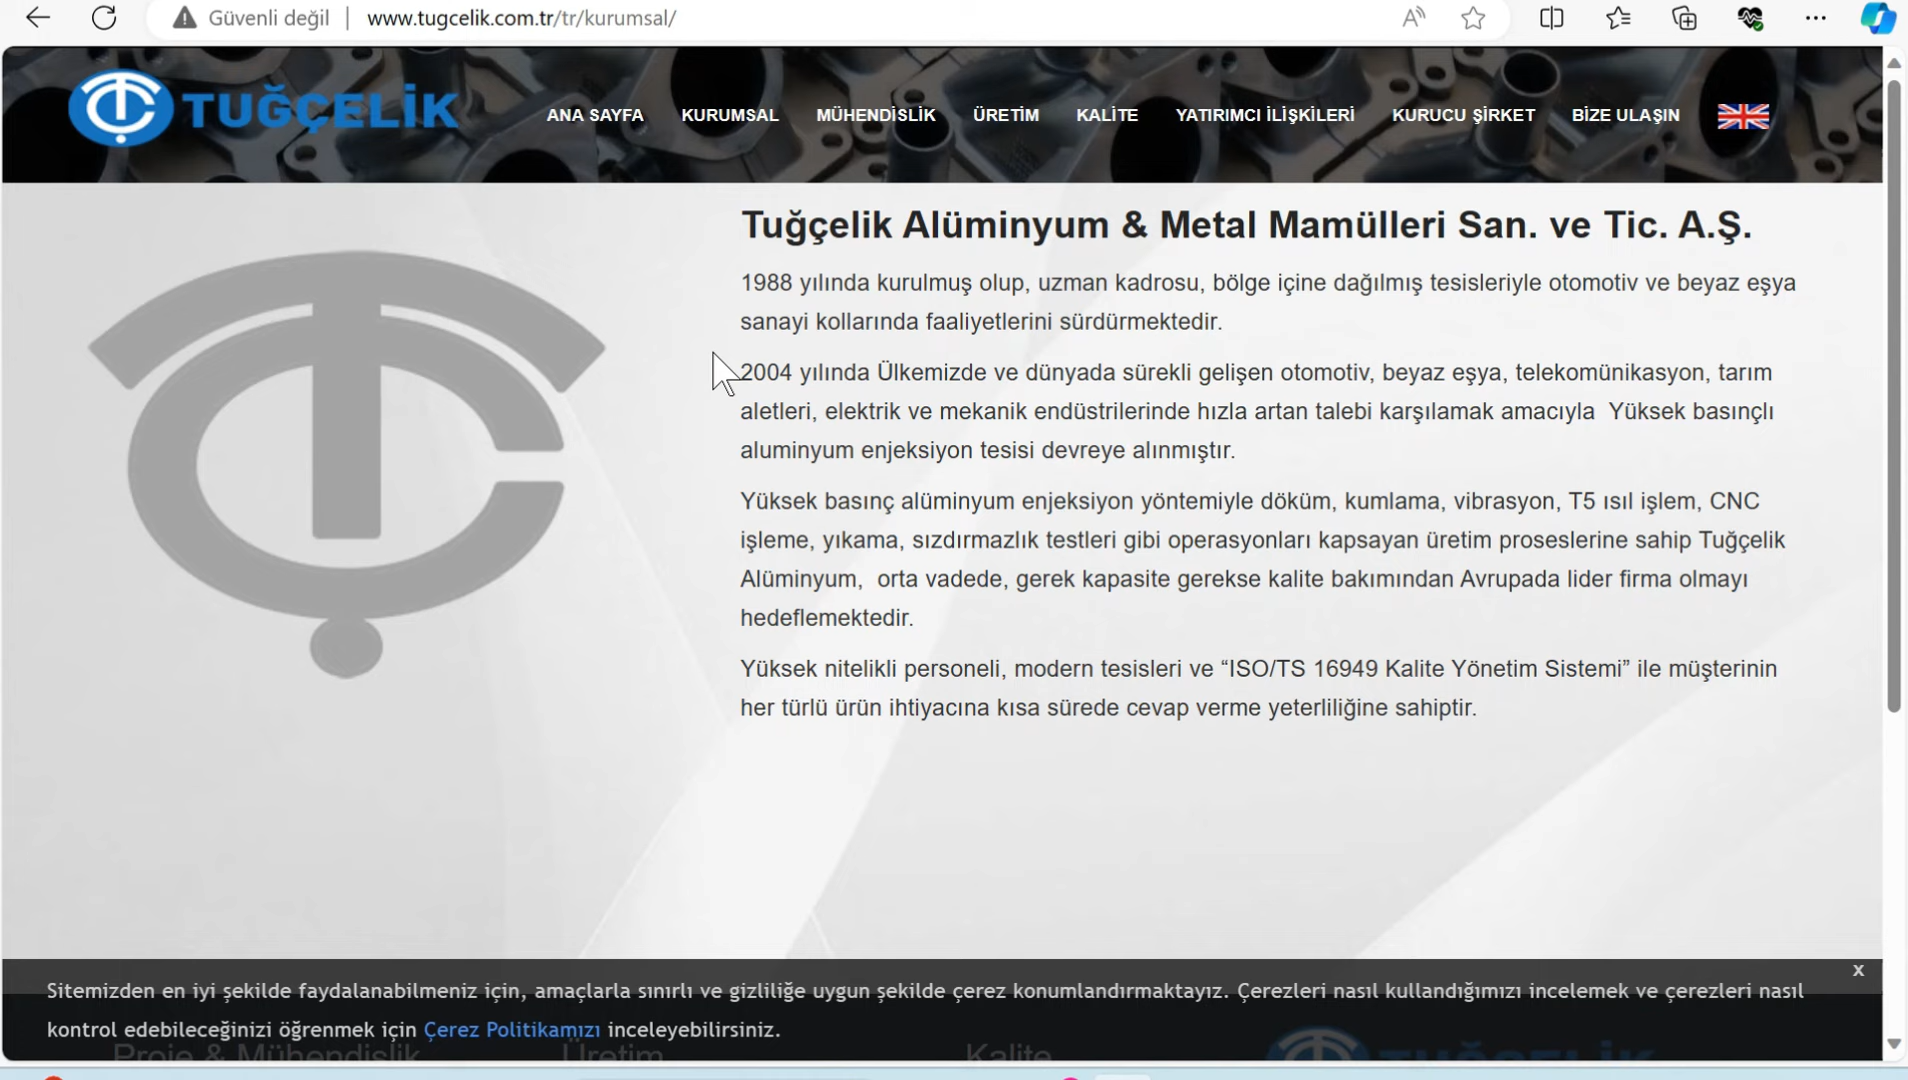 Güvenli değil
www.tugcelik.com.tr/tr/kurumsal/
TUĞÇELİK
ANA SAYFA KURUMSAL MÜHENDİSLİK ÜRETİM KALİTE YATIRIMCI İLİŞKİLERİ KURUCU ŞİRKET BİZE ULAŞIN
Tuğçelik Alüminyum & Metal Mamülleri San. ve Tic. A.Ş.
1988 yılında kurulmuş olup, uzman kadrosu, bölge içine dağılmış tesisleriyle otomotiv ve beyaz eşya
sanayi kollarında faaliyetlerini sürdürmektedir.
2004 yılında Ülkemizde ve dünyada sürekli gelişen otomotiv, beyaz eşya, telekomünikasyon, tarım
aletleri, elektrik ve mekanik endüstrilerinde hızla artan talebi karşılamak amacıyla  Yüksek basınçlı
aluminyum enjeksiyon tesisi devreye alınmıştır.
Yüksek basınç alüminyum enjeksiyon yöntemiyle döküm, kumlama, vibrasyon, T5 ısıl işlem, CNC
işleme, yıkama, sızdırmazlık testleri gibi operasyonları kapsayan üretim proseslerine sahip Tuğçelik
Alüminyum,  orta vadede, gerek kapasite gerekse kalite bakımından Avrupada lider firma olmayı
hedeflemektedir.
Yüksek nitelikli personeli, modern tesisleri ve “ISO/TS 16949 Kalite Yönetim Sistemi” ile müşterinin
her türlü ürün ihtiyacına kısa sürede cevap verme yeterliliğine sahiptir.
x
Sitemizden en iyi şekilde faydalanabilmeniz için, amaçlarla sınırlı ve gizliliğe uygun şekilde çerez konumlandırmaktayız. Çerezleri nasıl kullandığımızı incelemek ve çerezleri nasıl
kontrol edebileceğinizi öğrenmek için Çerez Politikamızı inceleyebilirsiniz.
Proje & Mühendislik Üretim Kalite TUĞÇELİK